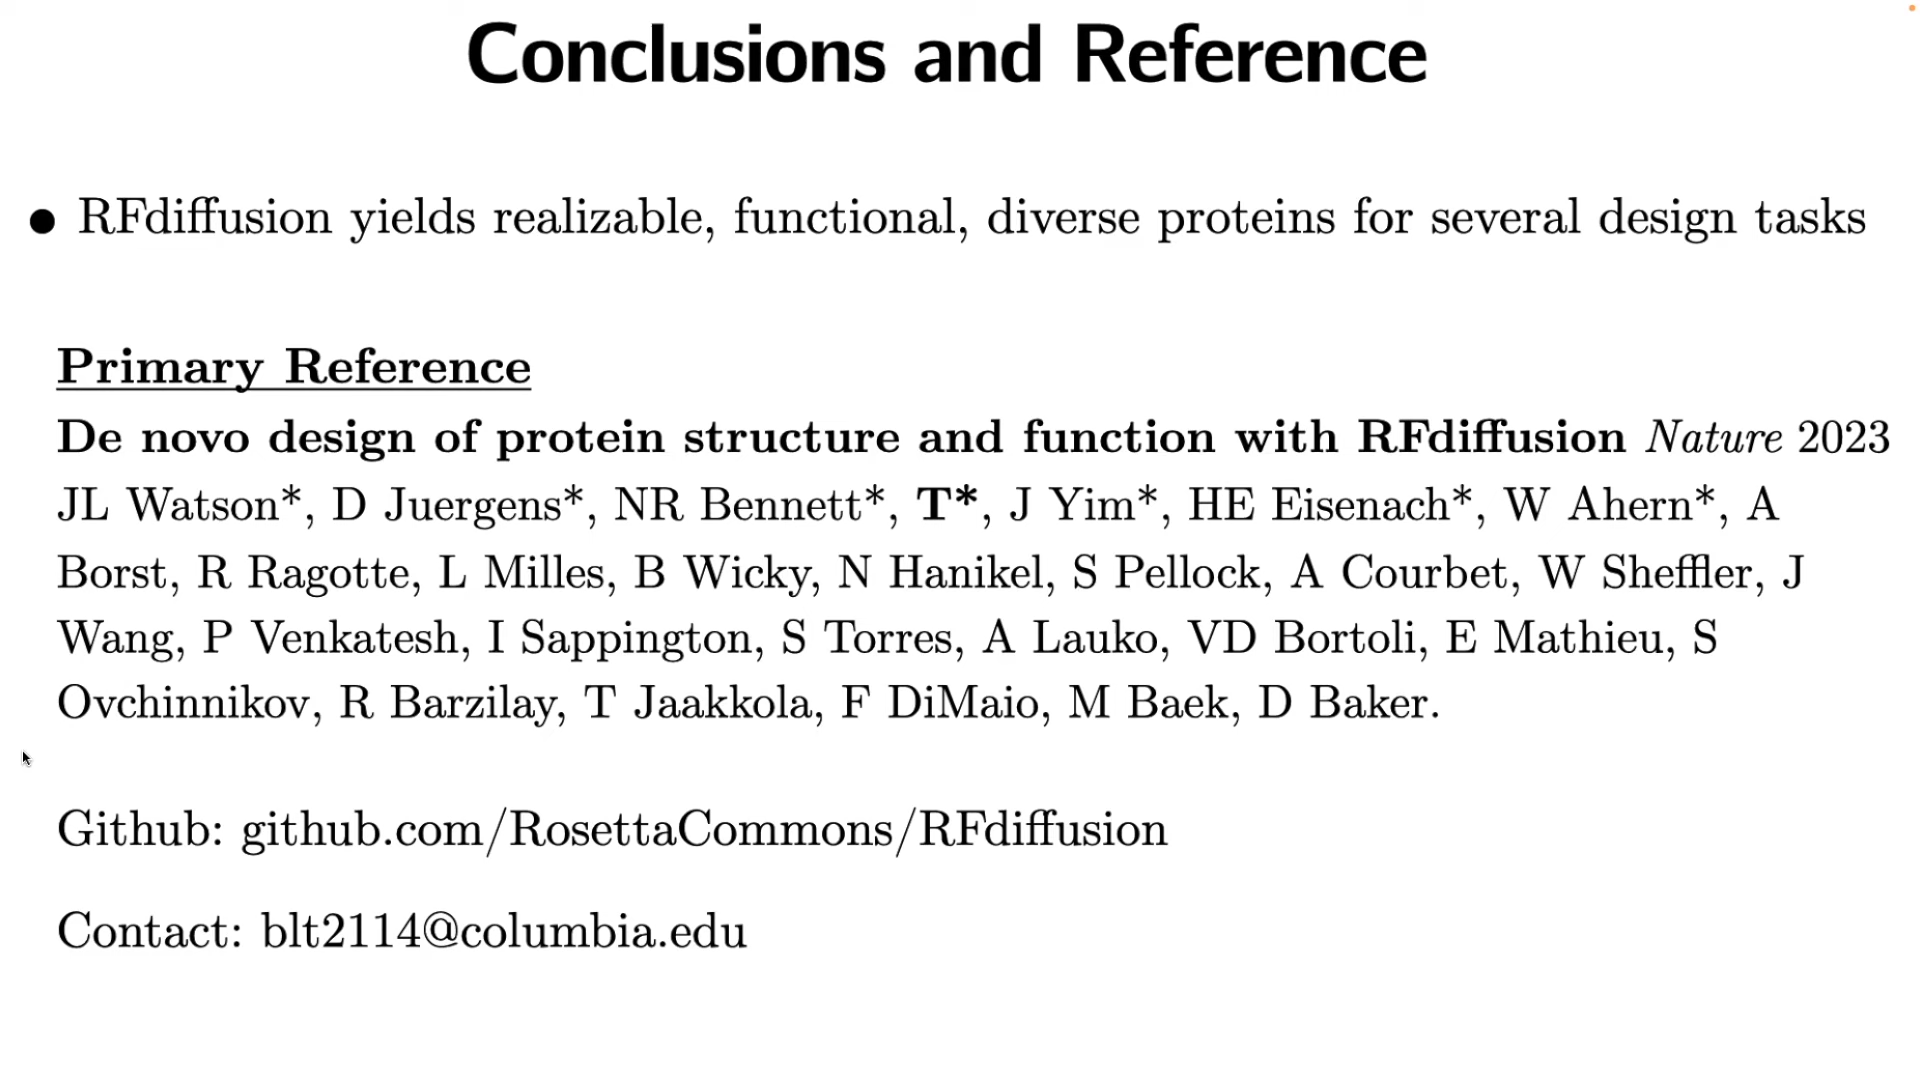 Conclusions and Reference
● RFdiffusion yields realizable, functional, diverse proteins for several design tasks
Primary Reference
De novo design of protein structure and function with RFdiffusion Nature 2023
JL Watson*, D Juergens*, NR Bennett*, T*, J Yim*, HE Eisenach*, W Ahern*, A
Borst, R Ragotte, L Milles, B Wicky, N Hanikel, S Pellock, A Courbet, W Sheffler, J
Wang, P Venkatesh, I Sappington, S Torres, A Lauko, VD Bortoli, E Mathieu, S
Ovchinnikov, R Barzilay, T Jaakkola, F DiMaio, M Baek, D Baker.
Github: github.com/RosettaCommons/RFdiffusion
Contact: blt2114@columbia.edu